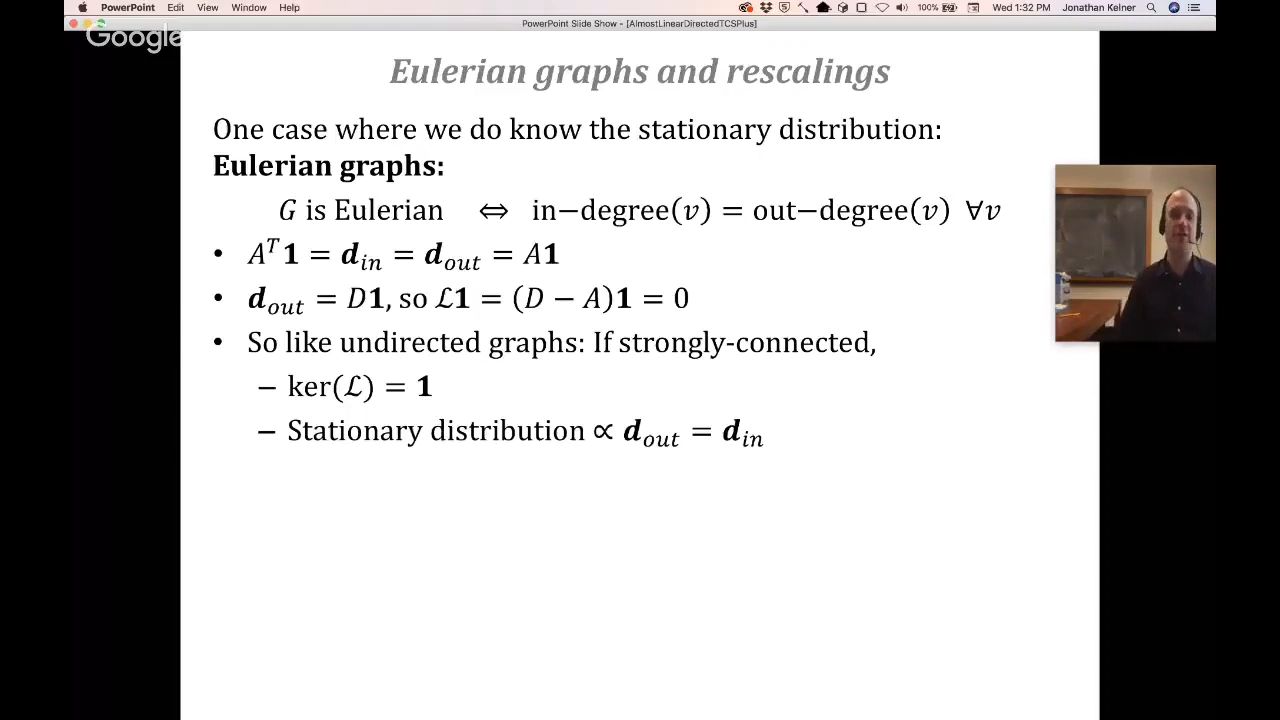 PowerPoint Edit View Window Help 100% Wed 1:32 PM Jonathan Kelner
PowerPoint Slide Show - [AlmostLinearDirectedTCSPlus]
Google
Eulerian graphs and rescalings
One case where we do know the stationary distribution:
Eulerian graphs:
G is Eulerian ⇔ in−degree(v) = out−degree(v) ∀v
• Aᵀ𝟏 = 𝒅_in = 𝒅_out = A𝟏
• 𝒅_out = D𝟏, so ℒ𝟏 = (D − A)𝟏 = 0
• So like undirected graphs: If strongly-connected,
– ker(ℒ) = 𝟏
– Stationary distribution ∝ 𝒅_out = 𝒅_in